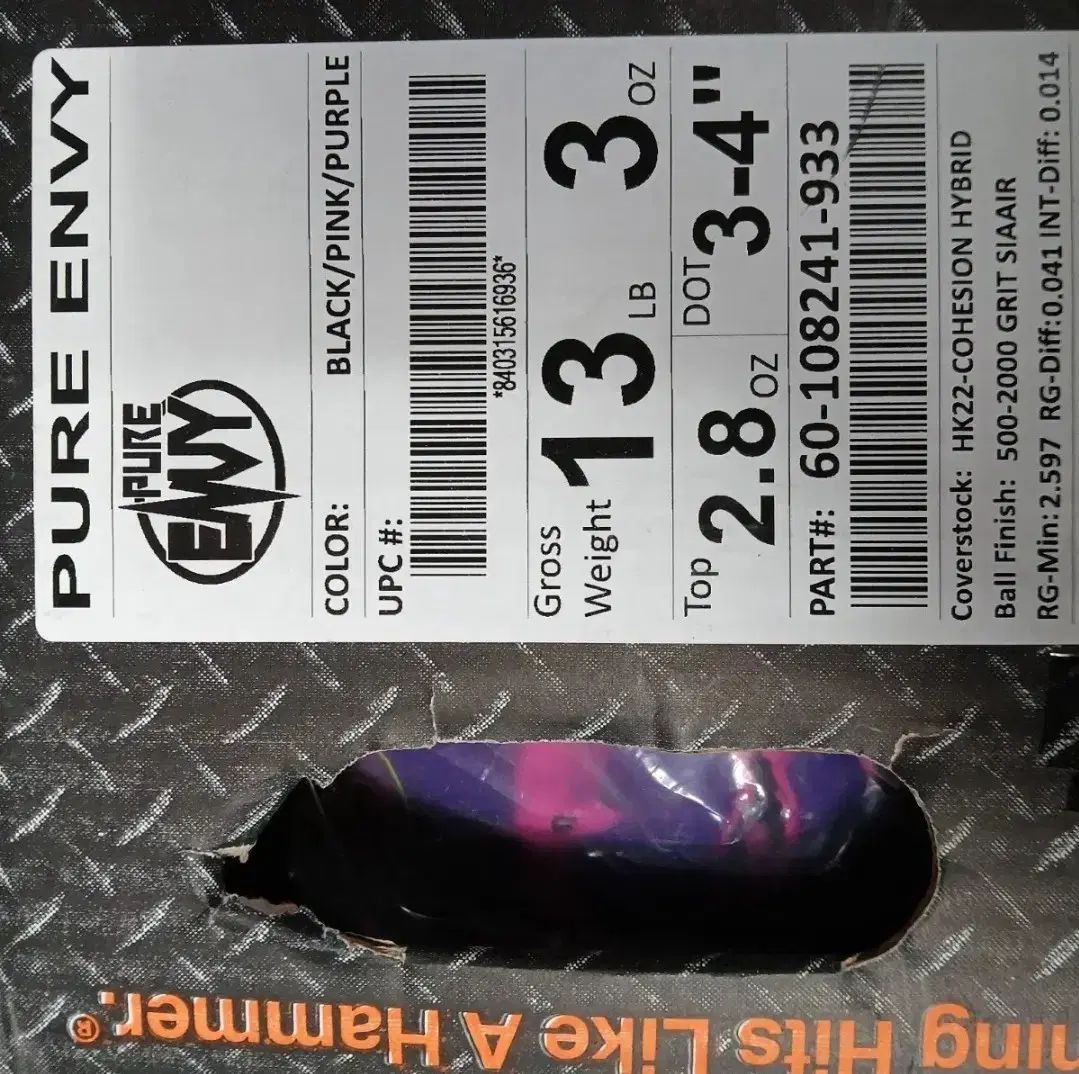 PURE ENVY
PURE
ENVY
COLOR: BLACK/PINK/PURPLE
UPC #:
*840315616936*
Gross Weight 13 LB 3 OZ
Top 2.8 OZ DOT 3-4"
PART#: 60-108241-933
Coverstock: HK22-COHESION HYBRID
Ball Finish: 500-2000 GRIT SIAAIR
RG-Min: 2.597 RG-Diff:0.041 INT-Diff: 0.014
Hits Like A Hammer.®